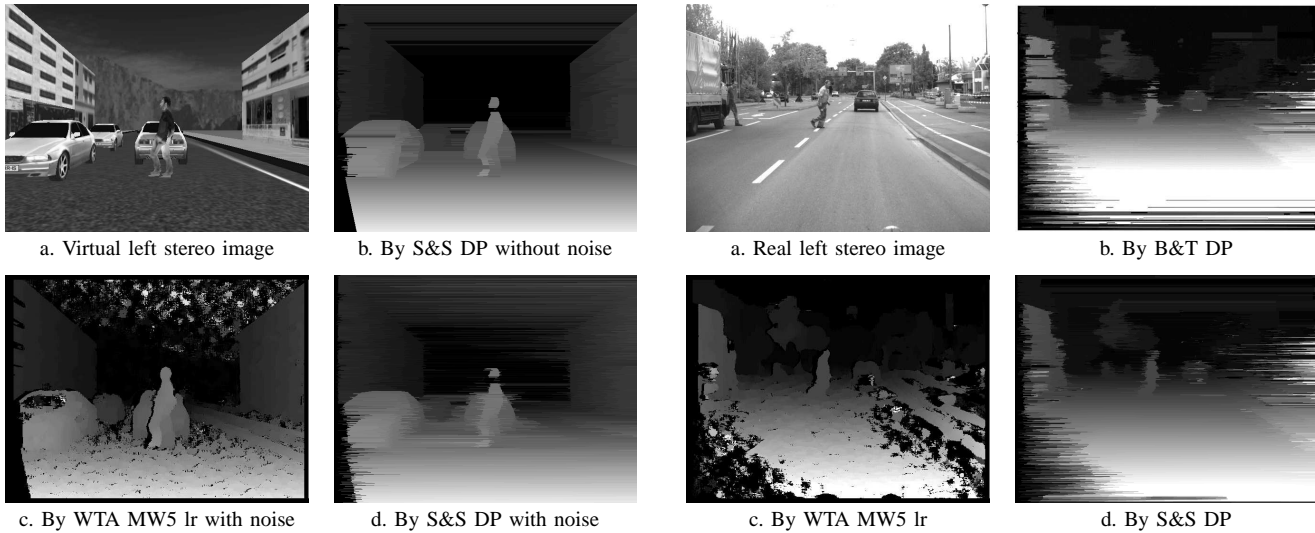 a. Virtual left stereo image
b. By S&S DP without noise
a. Real left stereo image
b. By B&T DP
c. By WTA MW5 lr with noise
d. By S&S DP with noise
c. By WTA MW5 lr
d. By S&S DP